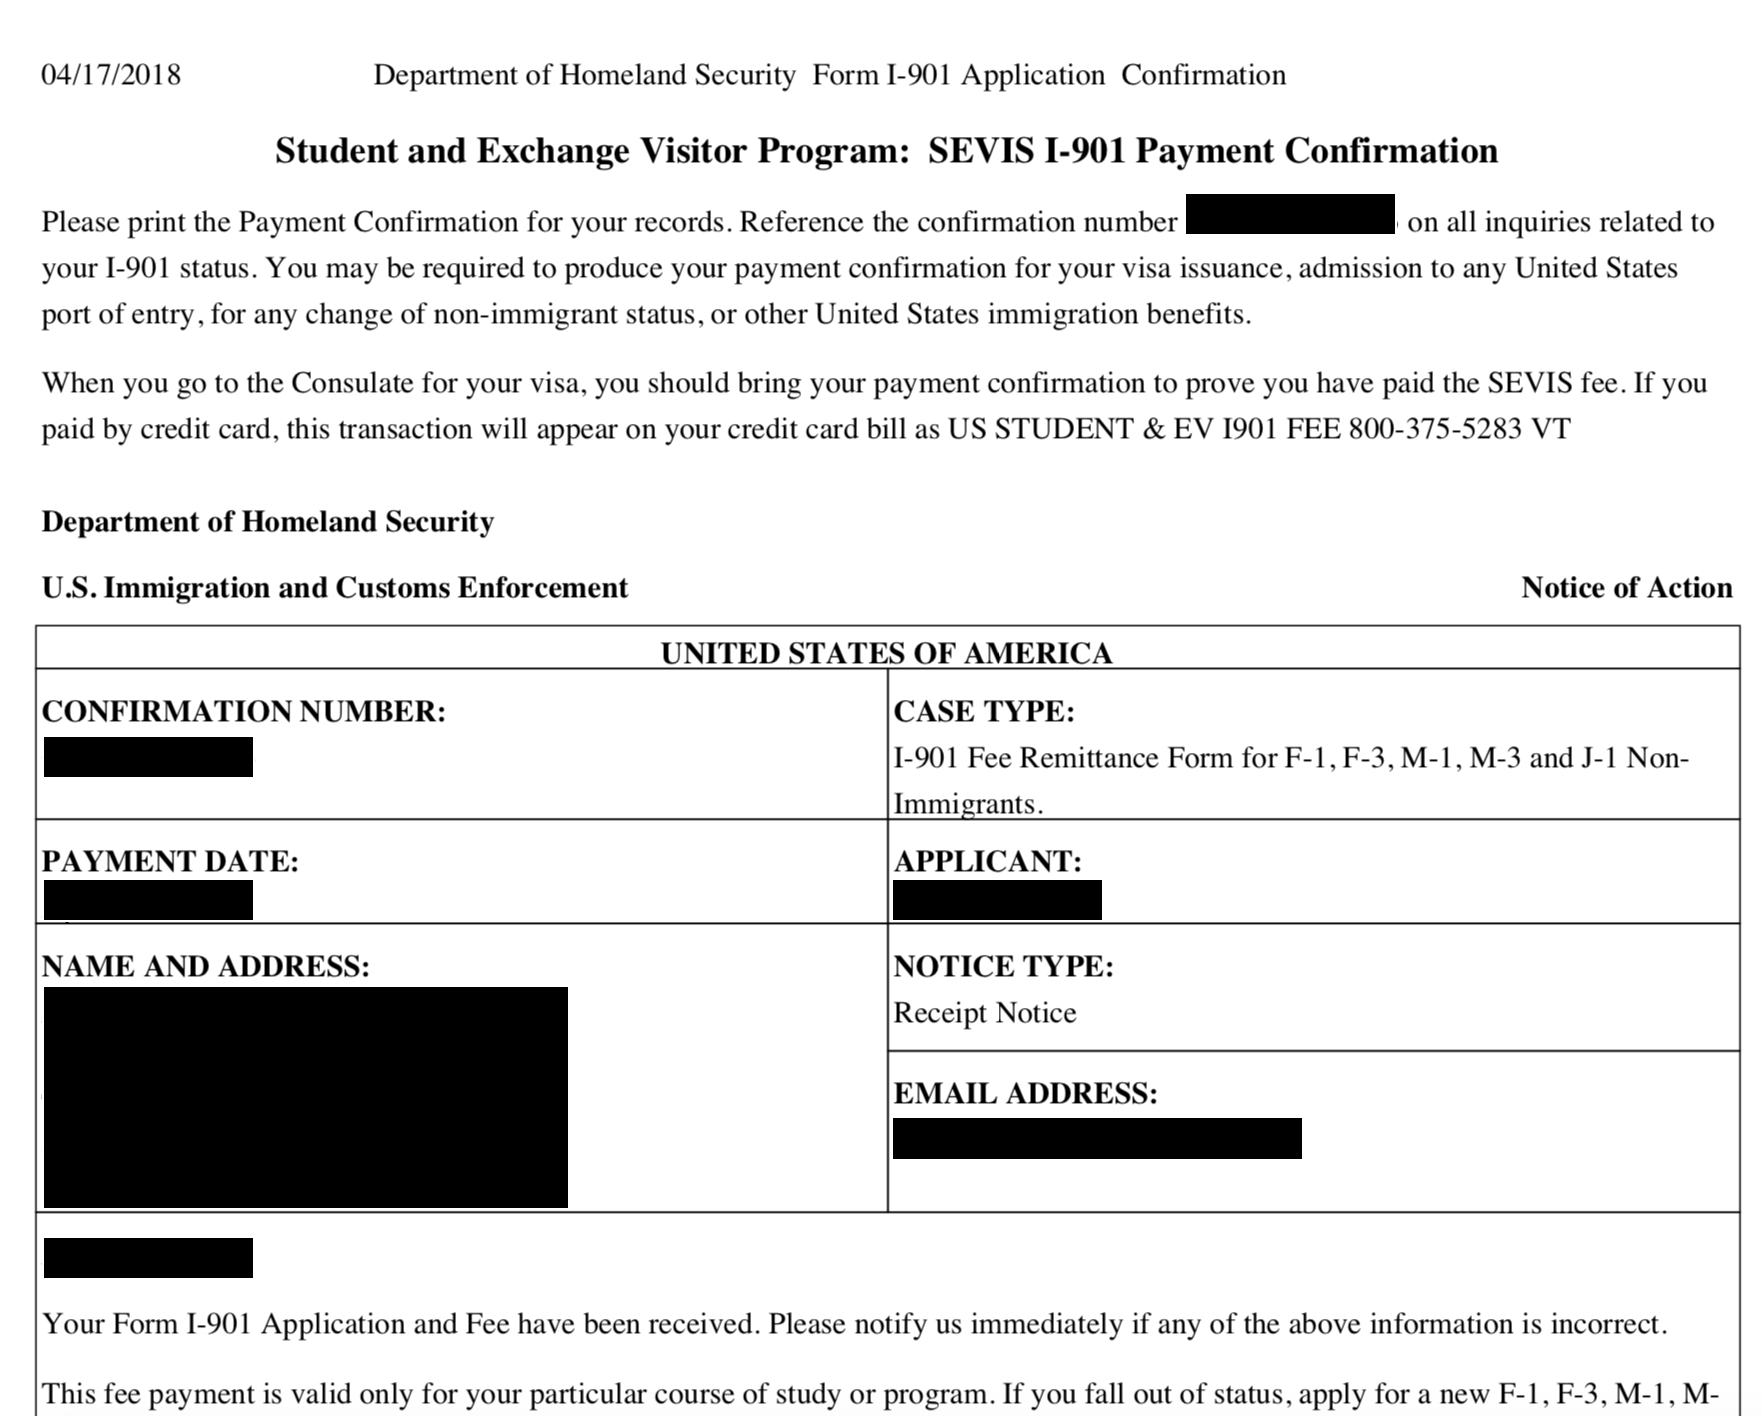 04/17/2018 Department of Homeland Security Form I-901 Application Confirmation
Student and Exchange Visitor Program: SEVIS I-901 Payment Confirmation
Please print the Payment Confirmation for your records. Reference the confirmation number on all inquiries related to
your I-901 status. You may be required to produce your payment confirmation for your visa issuance, admission to any United States
port of entry, for any change of non-immigrant status, or other United States immigration benefits.
When you go to the Consulate for your visa, you should bring your payment confirmation to prove you have paid the SEVIS fee. If you
paid by credit card, this transaction will appear on your credit card bill as US STUDENT & EV I901 FEE 800-375-5283 VT
Department of Homeland Security
U.S. Immigration and Customs Enforcement Notice of Action
UNITED STATES OF AMERICA
CONFIRMATION NUMBER:
CASE TYPE:
I-901 Fee Remittance Form for F-1, F-3, M-1, M-3 and J-1 Non-
Immigrants.
PAYMENT DATE:
APPLICANT:
NAME AND ADDRESS:
NOTICE TYPE:
Receipt Notice
EMAIL ADDRESS:
Your Form I-901 Application and Fee have been received. Please notify us immediately if any of the above information is incorrect.
This fee payment is valid only for your particular course of study or program. If you fall out of status, apply for a new F-1, F-3, M-1, M-